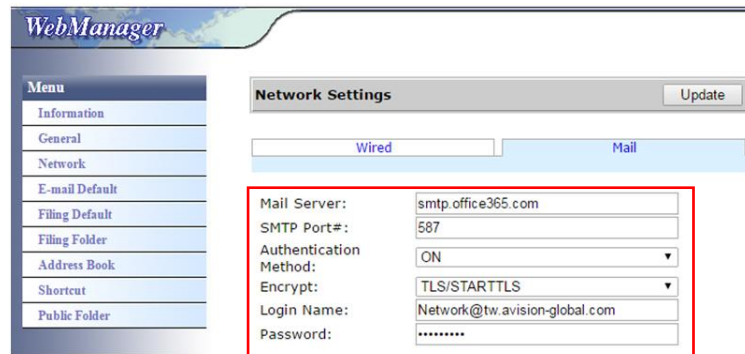 WebManager
Menu
Information
General
Network
E-mail Default
Filing Default
Filing Folder
Address Book
Shortcut
Public Folder
Network Settings Update
Wired Mail
Mail Server: smtp.office365.com
SMTP Port#: 587
Authentication
Method: ON
Encrypt: TLS/STARTTLS
Login Name: Network@tw.avision-global.com
Password: •••••••••